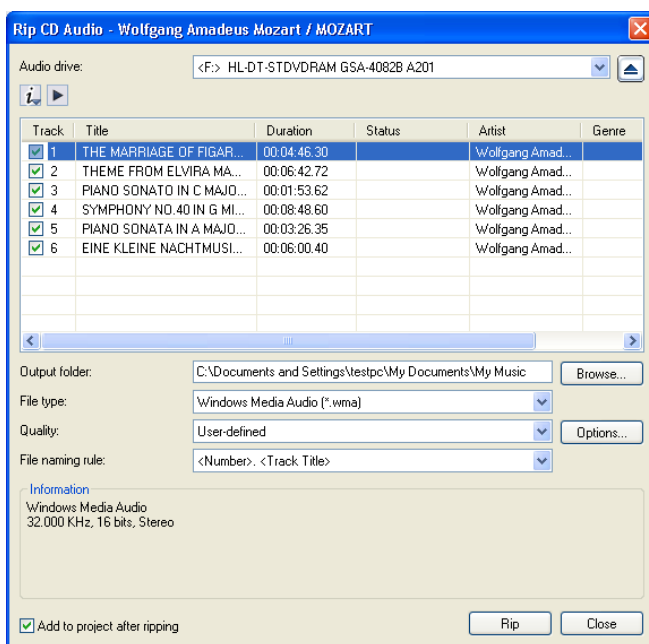 Rip CD Audio - Wolfgang Amadeus Mozart / MOZART
Audio drive: <F:> HL-DT-STDVDRAM GSA-4082B A201
Track Title Duration Status Artist Genre
1 THE MARRIAGE OF FIGAR... 00:04:46.30 Wolfgang Amad...
2 THEME FROM ELVIRA MA... 00:06:42.72 Wolfgang Amad...
3 PIANO SONATO IN C MAJO... 00:01:53.62 Wolfgang Amad...
4 SYMPHONY NO.40 IN G MI... 00:08:48.60 Wolfgang Amad...
5 PIANO SONATA IN A MAJO... 00:03:26.35 Wolfgang Amad...
6 EINE KLEINE NACHTMUSI... 00:06:00.40 Wolfgang Amad...
Output folder: C:\Documents and Settings\testpc\My Documents\My Music Browse...
File type: Windows Media Audio (*.wma)
Quality: User-defined Options...
File naming rule: <Number>. <Track Title>
Information
Windows Media Audio
32.000 KHz, 16 bits, Stereo
Add to project after ripping Rip Close